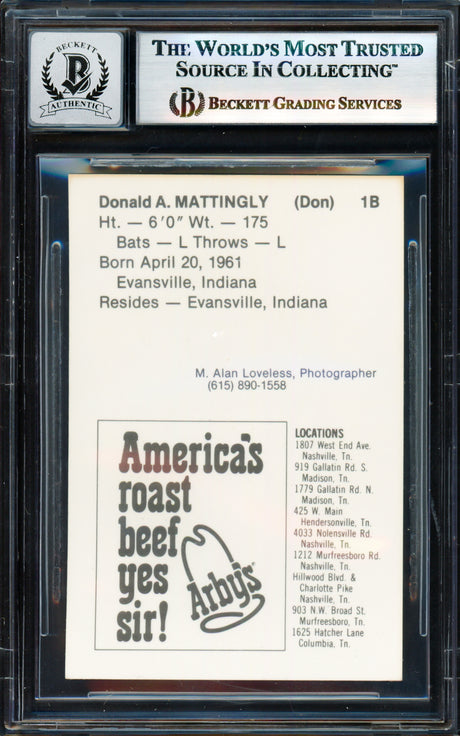 BECKETT
B
AUTHENTIC
THE WORLD'S MOST TRUSTED
SOURCE IN COLLECTING™
B BECKETT GRADING SERVICES
Donald A. MATTINGLY (Don) 1B
Ht. — 6'0" Wt. — 175
Bats — L Throws — L
Born April 20, 1961
Evansville, Indiana
Resides — Evansville, Indiana
M. Alan Loveless, Photographer
(615) 890-1558
America's
roast
beef
yes
sir!
Arby's
LOCATIONS
1807 West End Ave.
Nashville, Tn.
919 Gallatin Rd. S.
Madison, Tn.
1779 Gallatin Rd. N.
Madison, Tn.
425 W. Main
Hendersonville, Tn.
4033 Nolensville Rd.
Nashville, Tn.
1212 Murfreesboro Rd.
Nashville, Tn.
Hillwood Blvd. &
Charlotte Pike
Nashville, Tn.
903 N.W. Broad St.
Murfreesboro, Tn.
1625 Hatcher Lane
Columbia, Tn.